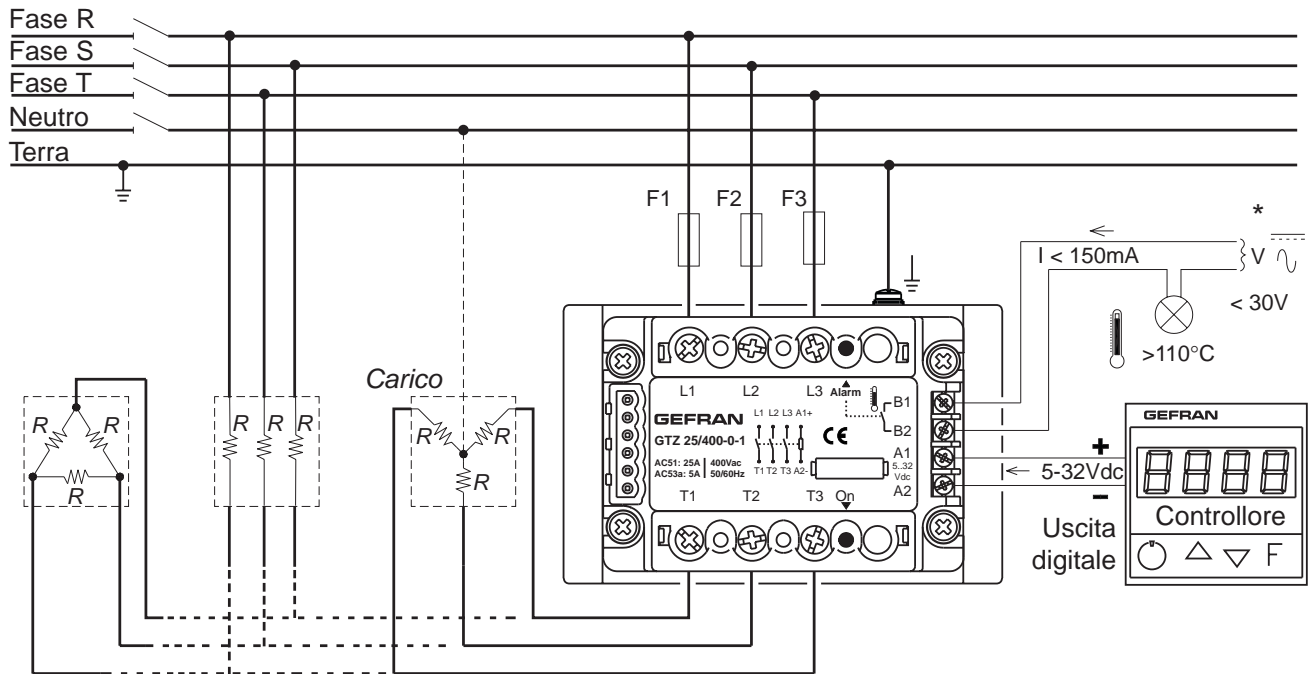 Fase R
Fase S
Fase T
Neutro
Terra
F1 F2 F3
*
I < 150mA V
< 30V
>110°C
Carico
R R R
R R R
R R R
L1 L2 L3 Alarm
B1
B2
GEFRAN
GTZ 25/400-0-1
AC51: 25A 400Vac
AC53a: 5A 50/60Hz
L1 L2 L3 A1+
T1 T2 T3 A2-
CE
A1
5..32
Vdc
A2
T1 T2 T3 On
+
5-32Vdc
–
Uscita
digitale
GEFRAN
8888
Controllore
F